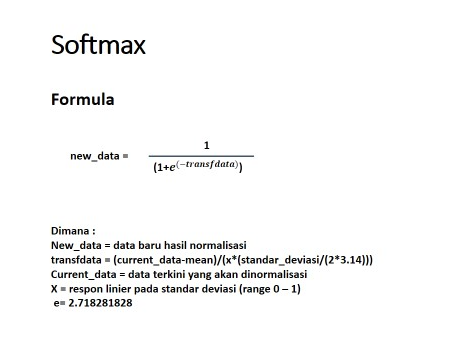 Softmax
Formula
new_data = 1
(1+e^(−transfdata))
Dimana :
New_data = data baru hasil normalisasi
transfdata = (current_data-mean)/(x*(standar_deviasi/(2*3.14)))
Current_data = data terkini yang akan dinormalisasi
X = respon linier pada standar deviasi (range 0 – 1)
e= 2.718281828